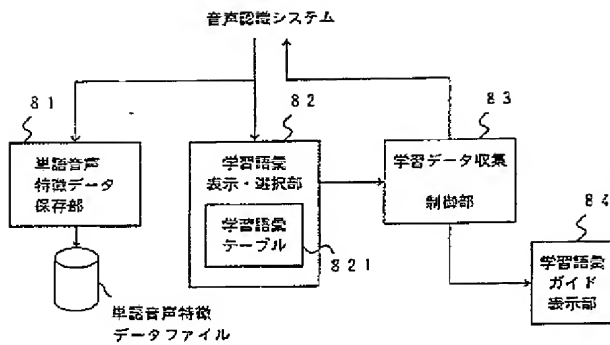 音声認識システム
81
82
83
単語音声
特徴データ
保存部
学習語彙
表示・選択部
学習語彙
テーブル
821
学習データ収集
制御部
84
学習語彙
ガイド
表示部
単語音声特徴
データファイル